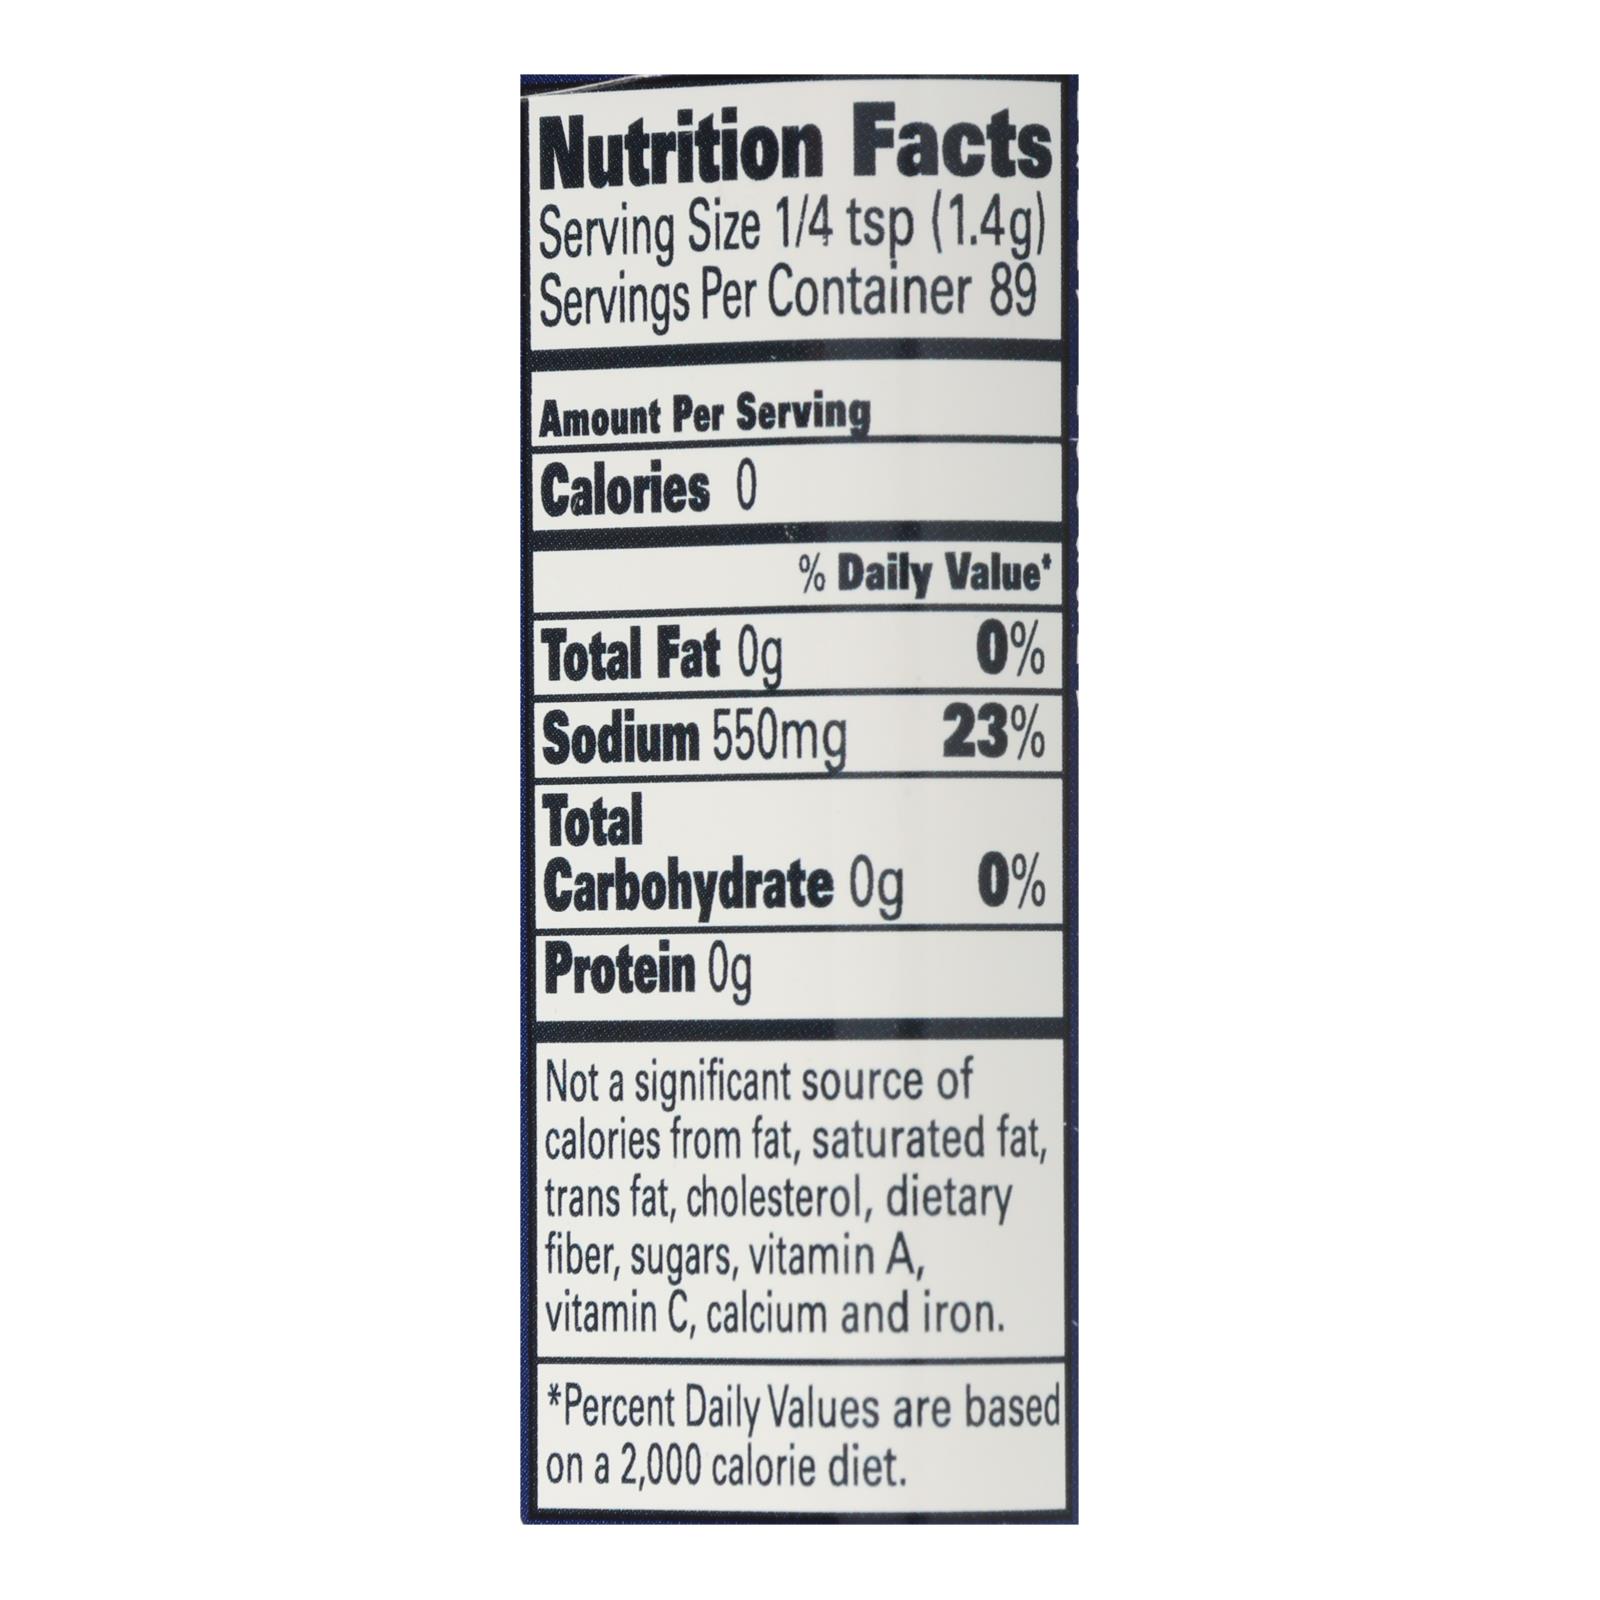 Nutrition Facts
Serving Size 1/4 tsp (1.4g)
Servings Per Container 89
Amount Per Serving
Calories 0
% Daily Value*
Total Fat 0g 0%
Sodium 550mg 23%
Total
Carbohydrate 0g 0%
Protein 0g
Not a significant source of
calories from fat, saturated fat,
trans fat, cholesterol, dietary
fiber, sugars, vitamin A,
vitamin C, calcium and iron.
*Percent Daily Values are based
on a 2,000 calorie diet.